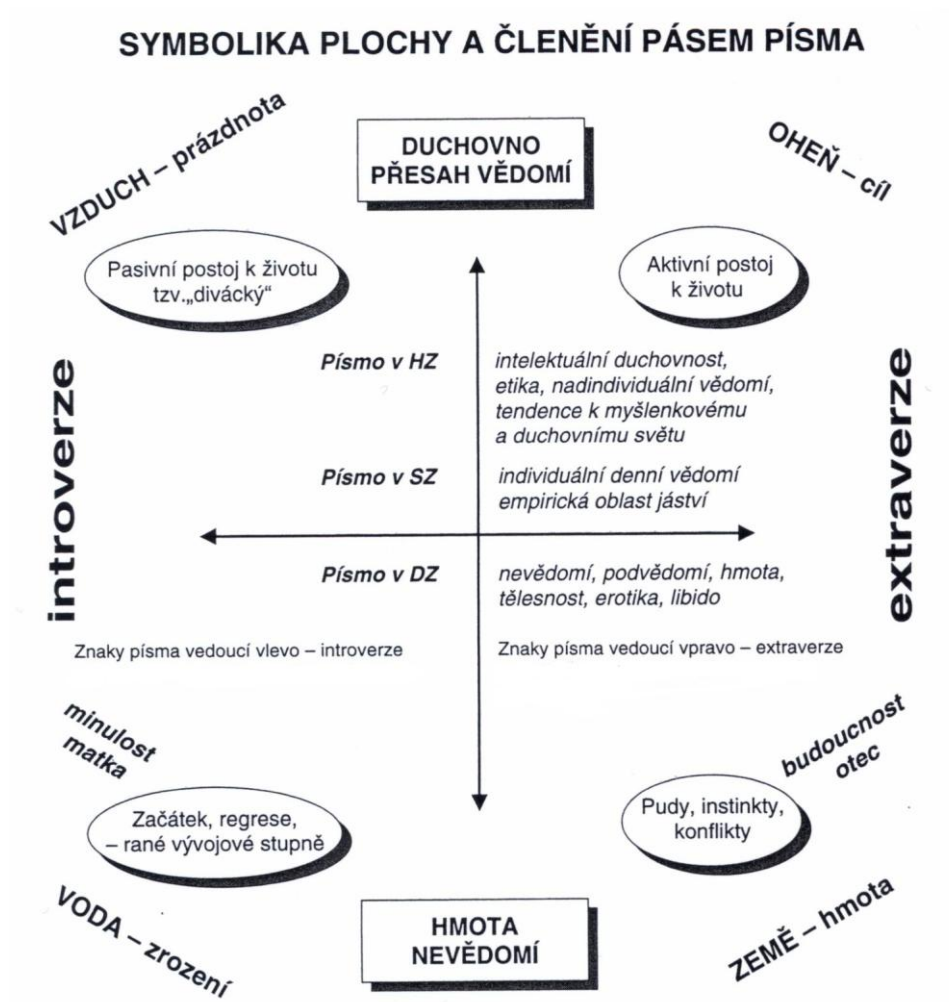 SYMBOLIKA PLOCHY A ČLENĚNÍ PÁSEM PÍSMA
VZDUCH – prázdnota
DUCHOVNO
PŘESAH VĚDOMÍ
OHEŇ – cíl
Pasivní postoj k životu
tzv.„divácký“
Aktivní postoj
k životu
introverze
Písmo v HZ
intelektuální duchovnost,
etika, nadindividuální vědomí,
tendence k myšlenkovému
a duchovnímu světu
Písmo v SZ
individuální denní vědomí
empirická oblast jáství
extraverze
Písmo v DZ
nevědomí, podvědomí, hmota,
tělesnost, erotika, libido
Znaky písma vedoucí vlevo – introverze
Znaky písma vedoucí vpravo – extraverze
minulost
matka
budoucnost
otec
Začátek, regrese,
– rané vývojové stupně
Pudy, instinkty,
konflikty
VODA – zrození
HMOTA
NEVĚDOMÍ
ZEMĚ – hmota